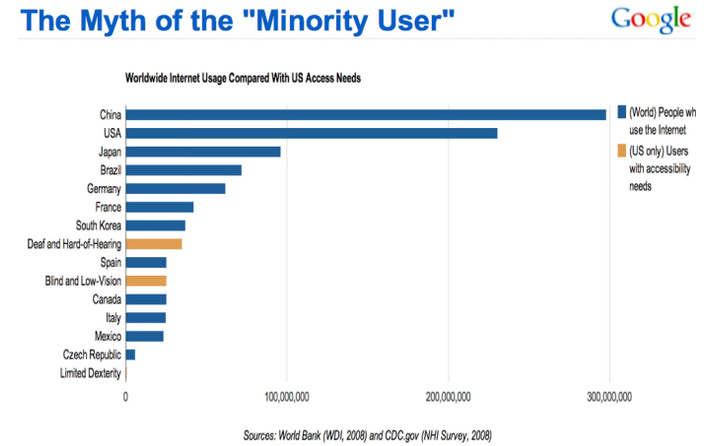 The Myth of the "Minority User"
Google
Worldwide Internet Usage Compared With US Access Needs
China
USA
Japan
Brazil
Germany
France
South Korea
Deaf and Hard-of-Hearing
Spain
Blind and Low-Vision
Canada
Italy
Mexico
Czech Republic
Limited Dexterity
0
100,000,000
200,000,000
300,000,000
(World) People wh
use the Internet
(US only) Users
with accessibility
needs
Sources: World Bank (WDI, 2008) and CDC.gov (NHI Survey, 2008)